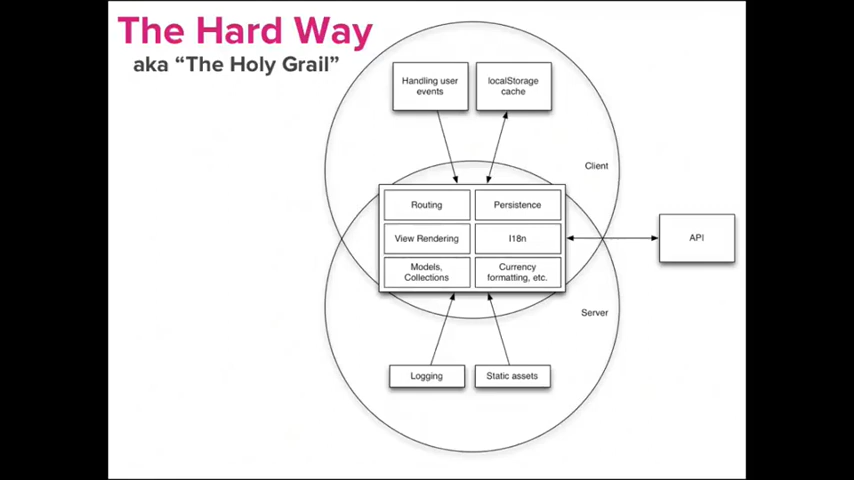 The Hard Way
aka “The Holy Grail”
Handling user
events
localStorage
cache
Client
Routing
Persistence
View Rendering
I18n
Models,
Collections
Currency
formatting, etc.
API
Server
Logging
Static assets